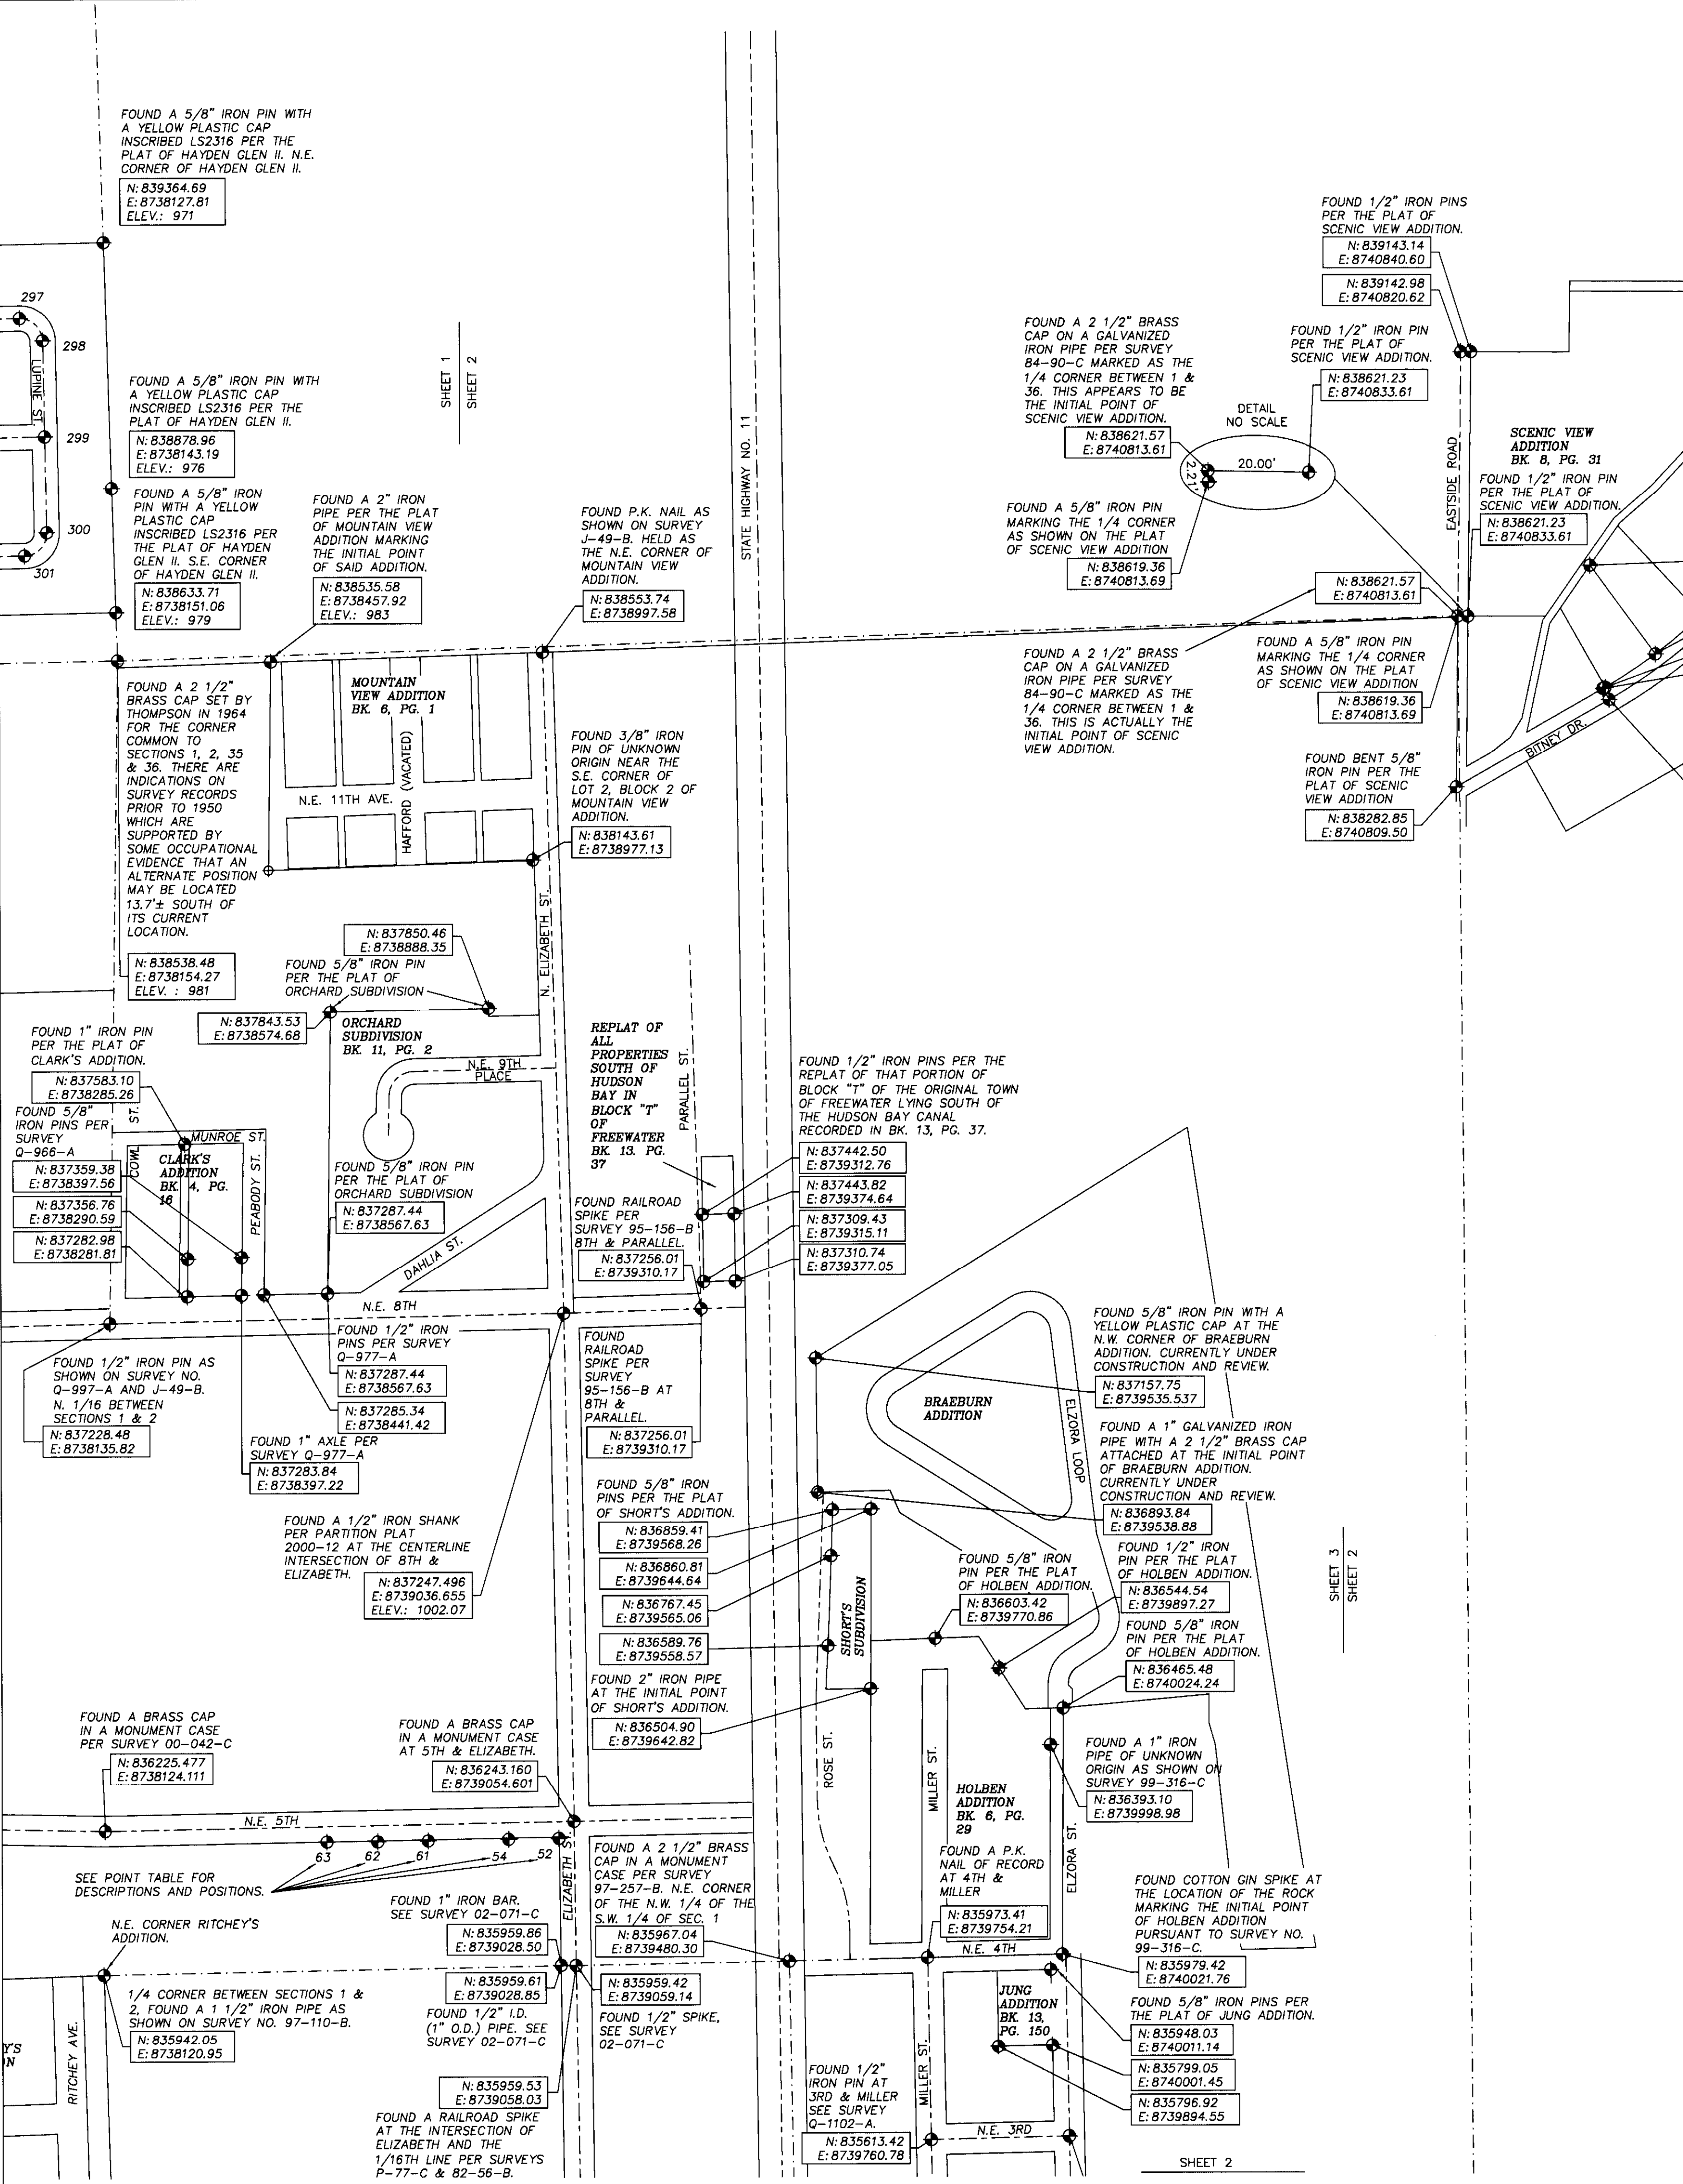 FOUND A 5/8" IRON PIN WITH
A YELLOW PLASTIC CAP
INSCRIBED LS2316 PER THE
PLAT OF HAYDEN GLEN II. N.E.
CORNER OF HAYDEN GLEN II.
N: 839364.69
E: 8738127.81
ELEV.: 971
297
298
LUPINE ST.
299
300
301
FOUND A 5/8" IRON PIN WITH
A YELLOW PLASTIC CAP
INSCRIBED LS2316 PER THE
PLAT OF HAYDEN GLEN II.
N: 838878.96
E: 8738143.19
ELEV.: 976
FOUND A 5/8" IRON
PIN WITH A YELLOW
PLASTIC CAP
INSCRIBED LS2316 PER
THE PLAT OF HAYDEN
GLEN II. S.E. CORNER
OF HAYDEN GLEN II.
N: 838633.71
E: 8738151.06
ELEV.: 979
SHEET 1
SHEET 2
FOUND A 2" IRON
PIPE PER THE PLAT
OF MOUNTAIN VIEW
ADDITION MARKING
THE INITIAL POINT
OF SAID ADDITION.
N: 838535.58
E: 8738457.92
ELEV.: 983
FOUND P.K. NAIL AS
SHOWN ON SURVEY
J-49-B. HELD AS
THE N.E. CORNER OF
MOUNTAIN VIEW
ADDITION.
N: 838553.74
E: 8738997.58
STATE HIGHWAY NO. 11
FOUND 1/2" IRON PINS
PER THE PLAT OF
SCENIC VIEW ADDITION.
N: 839143.14
E: 8740840.60
N: 839142.98
E: 8740820.62
FOUND A 2 1/2" BRASS
CAP ON A GALVANIZED
IRON PIPE PER SURVEY
84-90-C MARKED AS THE
1/4 CORNER BETWEEN 1 &
36. THIS APPEARS TO BE
THE INITIAL POINT OF
SCENIC VIEW ADDITION.
N: 838621.57
E: 8740813.61
FOUND 1/2" IRON PIN
PER THE PLAT OF
SCENIC VIEW ADDITION.
N: 838621.23
E: 8740833.61
DETAIL
NO SCALE
20.00'
2.21'
FOUND A 5/8" IRON PIN
MARKING THE 1/4 CORNER
AS SHOWN ON THE PLAT
OF SCENIC VIEW ADDITION
N: 838619.36
E: 8740813.69
EASTSIDE ROAD
SCENIC VIEW
ADDITION
BK. 8, PG. 31
FOUND 1/2" IRON PIN
PER THE PLAT OF
SCENIC VIEW ADDITION.
N: 838621.23
E: 8740833.61
N: 838621.57
E: 8740813.61
FOUND A 2 1/2" BRASS
CAP ON A GALVANIZED
IRON PIPE PER SURVEY
84-90-C MARKED AS THE
1/4 CORNER BETWEEN 1 &
36. THIS IS ACTUALLY THE
INITIAL POINT OF SCENIC
VIEW ADDITION.
FOUND A 5/8" IRON PIN
MARKING THE 1/4 CORNER
AS SHOWN ON THE PLAT
OF SCENIC VIEW ADDITION
N: 838619.36
E: 8740813.69
BITNEY DR.
FOUND BENT 5/8"
IRON PIN PER THE
PLAT OF SCENIC
VIEW ADDITION
N: 838282.85
E: 8740809.50
FOUND A 2 1/2"
BRASS CAP SET BY
THOMPSON IN 1964
FOR THE CORNER
COMMON TO
SECTIONS 1, 2, 35
& 36. THERE ARE
INDICATIONS ON
SURVEY RECORDS
PRIOR TO 1950
WHICH ARE
SUPPORTED BY
SOME OCCUPATIONAL
EVIDENCE THAT AN
ALTERNATE POSITION
MAY BE LOCATED
13.7'± SOUTH OF
ITS CURRENT
LOCATION.
N: 838538.48
E: 8738154.27
ELEV. : 981
MOUNTAIN
VIEW ADDITION
BK. 6, PG. 1
HAFFORD (VACATED)
N.E. 11TH AVE.
FOUND 3/8" IRON
PIN OF UNKNOWN
ORIGIN NEAR THE
S.E. CORNER OF
LOT 2, BLOCK 2 OF
MOUNTAIN VIEW
ADDITION.
N: 838143.61
E: 8738977.13
N. ELIZABETH ST.
N: 837850.46
E: 8738888.35
FOUND 5/8" IRON PIN
PER THE PLAT OF
ORCHARD SUBDIVISION
N: 837843.53
E: 8738574.68
ORCHARD
SUBDIVISION
BK. 11, PG. 2
N.E. 9TH
PLACE
REPLAT OF
ALL
PROPERTIES
SOUTH OF
HUDSON
BAY IN
BLOCK "T"
OF
FREEWATER
BK. 13. PG.
37
PARALLEL ST.
FOUND 1/2" IRON PINS PER THE
REPLAT OF THAT PORTION OF
BLOCK "T" OF THE ORIGINAL TOWN
OF FREEWATER LYING SOUTH OF
THE HUDSON BAY CANAL
RECORDED IN BK. 13, PG. 37.
N: 837442.50
E: 8739312.76
N: 837443.82
E: 8739374.64
N: 837309.43
E: 8739315.11
N: 837310.74
E: 8739377.05
FOUND 1" IRON PIN
PER THE PLAT OF
CLARK'S ADDITION.
N: 837583.10
E: 8738285.26
FOUND 5/8"
IRON PINS PER
SURVEY
Q-966-A
N: 837359.38
E: 8738397.56
N: 837356.76
E: 8738290.59
N: 837282.98
E: 8738281.81
COWL ST.
MUNROE ST.
CLARK'S
ADDITION
BK. 4, PG.
16
PEABODY ST.
FOUND 5/8" IRON PIN
PER THE PLAT OF
ORCHARD SUBDIVISION
N: 837287.44
E: 8738567.63
DAHLIA ST.
FOUND RAILROAD
SPIKE PER
SURVEY 95-156-B
8TH & PARALLEL.
N: 837256.01
E: 8739310.17
N.E. 8TH
FOUND 1/2" IRON PIN AS
SHOWN ON SURVEY NO.
Q-997-A AND J-49-B.
N. 1/16 BETWEEN
SECTIONS 1 & 2
N: 837228.48
E: 8738135.82
FOUND 1/2" IRON
PINS PER SURVEY
Q-977-A
N: 837287.44
E: 8738567.63
N: 837285.34
E: 8738441.42
FOUND 1" AXLE PER
SURVEY Q-977-A
N: 837283.84
E: 8738397.22
FOUND
RAILROAD
SPIKE PER
SURVEY
95-156-B AT
8TH &
PARALLEL.
N: 837256.01
E: 8739310.17
FOUND A 1/2" IRON SHANK
PER PARTITION PLAT
2000-12 AT THE CENTERLINE
INTERSECTION OF 8TH &
ELIZABETH.
N: 837247.496
E: 8739036.655
ELEV.: 1002.07
BRAEBURN
ADDITION
ELZORA LOOP
FOUND 5/8" IRON PIN WITH A
YELLOW PLASTIC CAP AT THE
N.W. CORNER OF BRAEBURN
ADDITION. CURRENTLY UNDER
CONSTRUCTION AND REVIEW.
N: 837157.75
E: 8739535.537
FOUND A 1" GALVANIZED IRON
PIPE WITH A 2 1/2" BRASS CAP
ATTACHED AT THE INITIAL POINT
OF BRAEBURN ADDITION.
CURRENTLY UNDER
CONSTRUCTION AND REVIEW.
N: 836893.84
E: 8739538.88
FOUND 5/8" IRON
PINS PER THE PLAT
OF SHORT'S ADDITION.
N: 836859.41
E: 8739568.26
N: 836860.81
E: 8739644.64
N: 836767.45
E: 8739565.06
N: 836589.76
E: 8739558.57
FOUND 2" IRON PIPE
AT THE INITIAL POINT
OF SHORT'S ADDITION.
N: 836504.90
E: 8739642.82
SHORT'S
SUBDIVISION
FOUND 5/8" IRON
PIN PER THE PLAT
OF HOLBEN ADDITION.
N: 836603.42
E: 8739770.86
FOUND 1/2" IRON
PIN PER THE PLAT
OF HOLBEN ADDITION.
N: 836544.54
E: 8739897.27
FOUND 5/8" IRON
PIN PER THE PLAT
OF HOLBEN ADDITION.
N: 836465.48
E: 8740024.24
SHEET 3
SHEET 2
FOUND A BRASS CAP
IN A MONUMENT CASE
PER SURVEY 00-042-C
N: 836225.477
E: 8738124.111
FOUND A BRASS CAP
IN A MONUMENT CASE
AT 5TH & ELIZABETH.
N: 836243.160
E: 8739054.601
ROSE ST.
MILLER ST.
HOLBEN
ADDITION
BK. 6, PG.
29
ELZORA ST.
FOUND A 1" IRON
PIPE OF UNKNOWN
ORIGIN AS SHOWN ON
SURVEY 99-316-C
N: 836393.10
E: 8739998.98
N.E. 5TH
63
62
61
54
52
SEE POINT TABLE FOR
DESCRIPTIONS AND POSITIONS.
ELIZABETH ST.
FOUND A 2 1/2" BRASS
CAP IN A MONUMENT
CASE PER SURVEY
97-257-B. N.E. CORNER
OF THE N.W. 1/4 OF THE
S.W. 1/4 OF SEC. 1
N: 835967.04
E: 8739480.30
FOUND A P.K.
NAIL OF RECORD
AT 4TH &
MILLER
N: 835973.41
E: 8739754.21
N.E. 4TH
FOUND COTTON GIN SPIKE AT
THE LOCATION OF THE ROCK
MARKING THE INITIAL POINT
OF HOLBEN ADDITION
PURSUANT TO SURVEY NO.
99-316-C.
N: 835979.42
E: 8740021.76
FOUND 1" IRON BAR.
SEE SURVEY 02-071-C
N: 835959.86
E: 8739028.50
N.E. CORNER RITCHEY'S
ADDITION.
1/4 CORNER BETWEEN SECTIONS 1 &
2, FOUND A 1 1/2" IRON PIPE AS
SHOWN ON SURVEY NO. 97-110-B.
N: 835942.05
E: 8738120.95
RITCHEY AVE.
Y'S
N
N: 835959.61
E: 8739028.85
FOUND 1/2" I.D.
(1" O.D.) PIPE. SEE
SURVEY 02-071-C
N: 835959.42
E: 8739059.14
FOUND 1/2" SPIKE,
SEE SURVEY
02-071-C
N: 835959.53
E: 8739058.03
FOUND A RAILROAD SPIKE
AT THE INTERSECTION OF
ELIZABETH AND THE
1/16TH LINE PER SURVEYS
P-77-C & 82-56-B.
JUNG
ADDITION
BK. 13,
PG. 150
FOUND 5/8" IRON PINS PER
THE PLAT OF JUNG ADDITION.
N: 835948.03
E: 8740011.14
N: 835799.05
E: 8740001.45
N: 835796.92
E: 8739894.55
FOUND 1/2"
IRON PIN AT
3RD & MILLER
SEE SURVEY
Q-1102-A.
N: 835613.42
E: 8739760.78
MILLER ST.
N.E. 3RD
SHEET 2